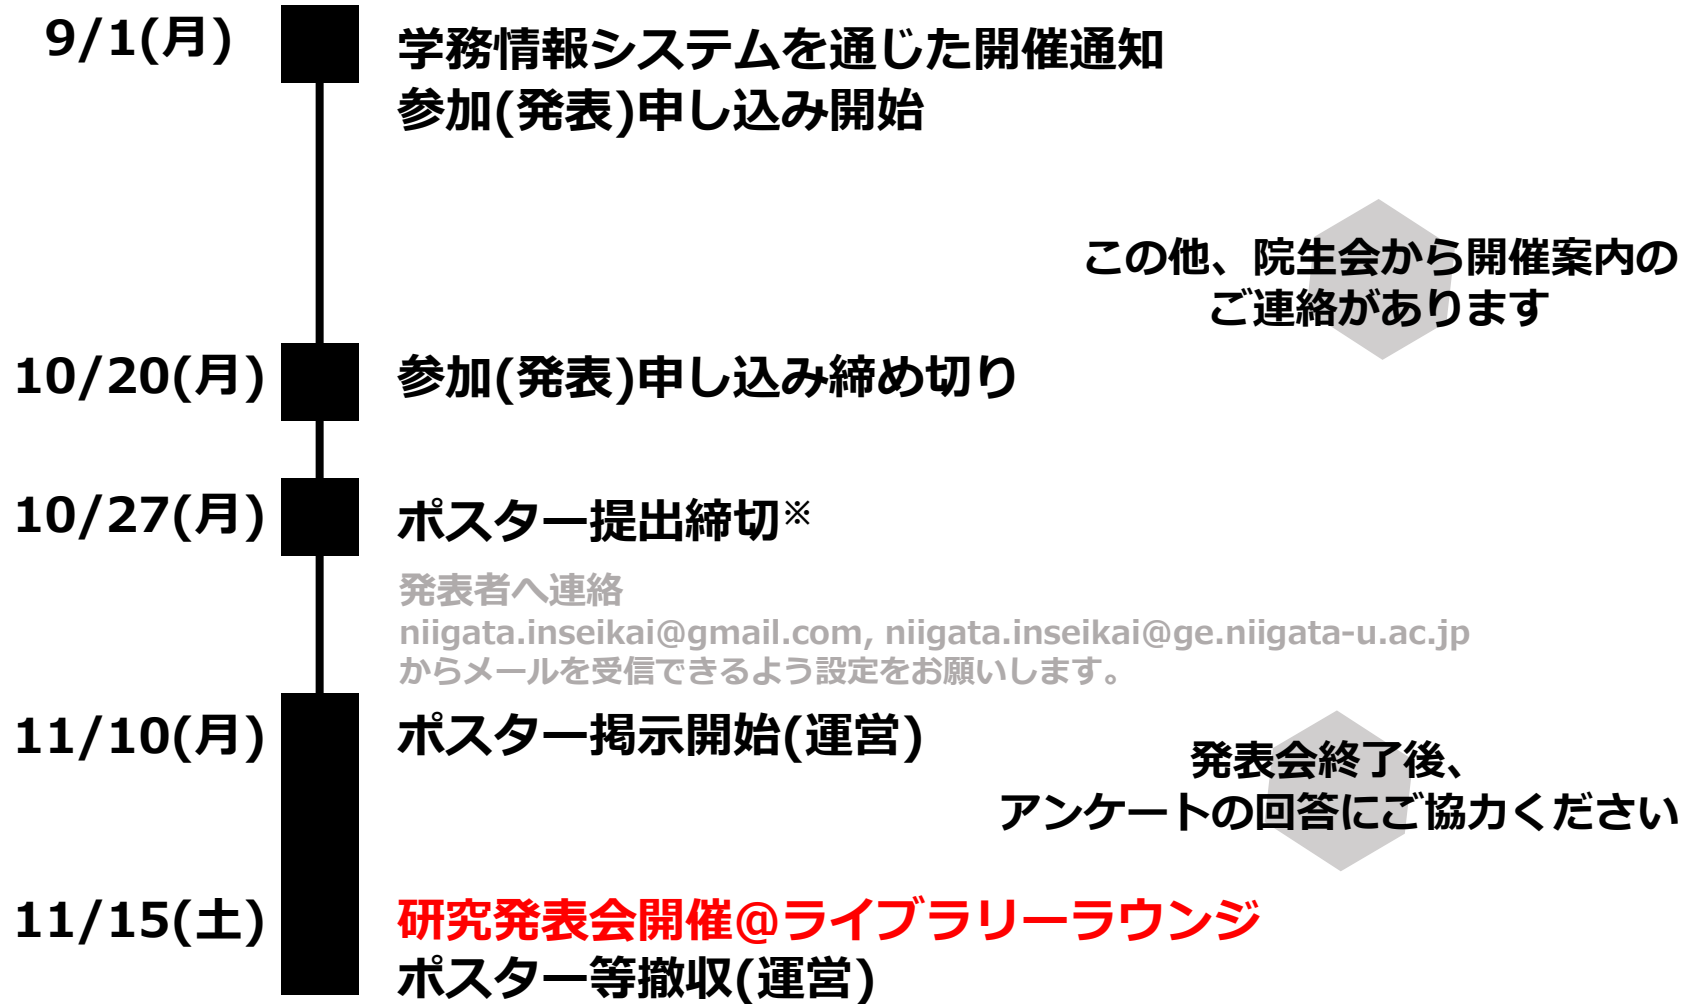 9/1(月)
学務情報システムを通じた開催通知
参加(発表)申し込み開始
この他、院生会から開催案内の
ご連絡があります
10/20(月)
参加(発表)申し込み締め切り
10/27(月)
ポスター提出締切※
発表者へ連絡
niigata.inseikai@gmail.com, niigata.inseikai@ge.niigata-u.ac.jp
からメールを受信できるよう設定をお願いします。
11/10(月)
ポスター掲示開始(運営)
発表会終了後、
アンケートの回答にご協力ください
11/15(土)
研究発表会開催@ライブラリーラウンジ
ポスター等撤収(運営)